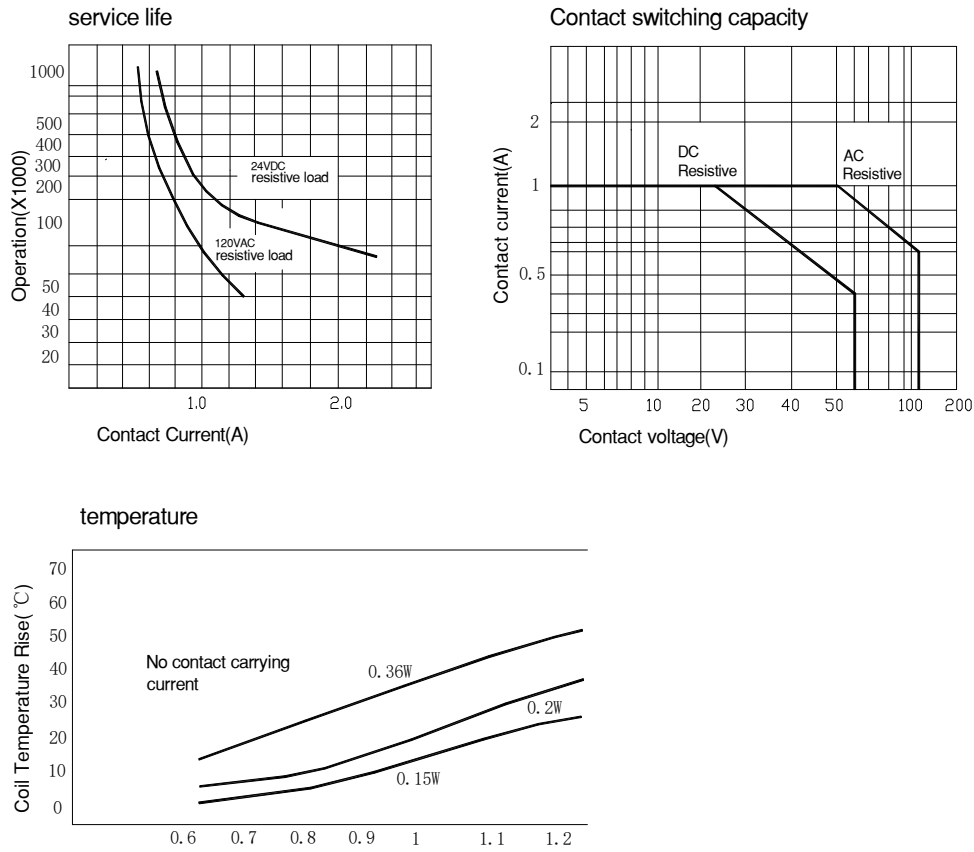 service life
Operation(X1000)
1000
500
400
300
200
100
50
40
30
20
24VDC
resistive load
120VAC
resistive load
1.0 2.0
Contact Current(A)
Contact switching capacity
Contact current(A)
2
1
0.5
0.1
DC
Resistive
AC
Resistive
5 10 20 30 40 50 100 200
Contact voltage(V)
temperature
Coil Temperature Rise(℃)
70
60
50
40
30
20
10
0
No contact carrying
current
0.36W
0.2W
0.15W
0.6 0.7 0.8 0.9 1 1.1 1.2